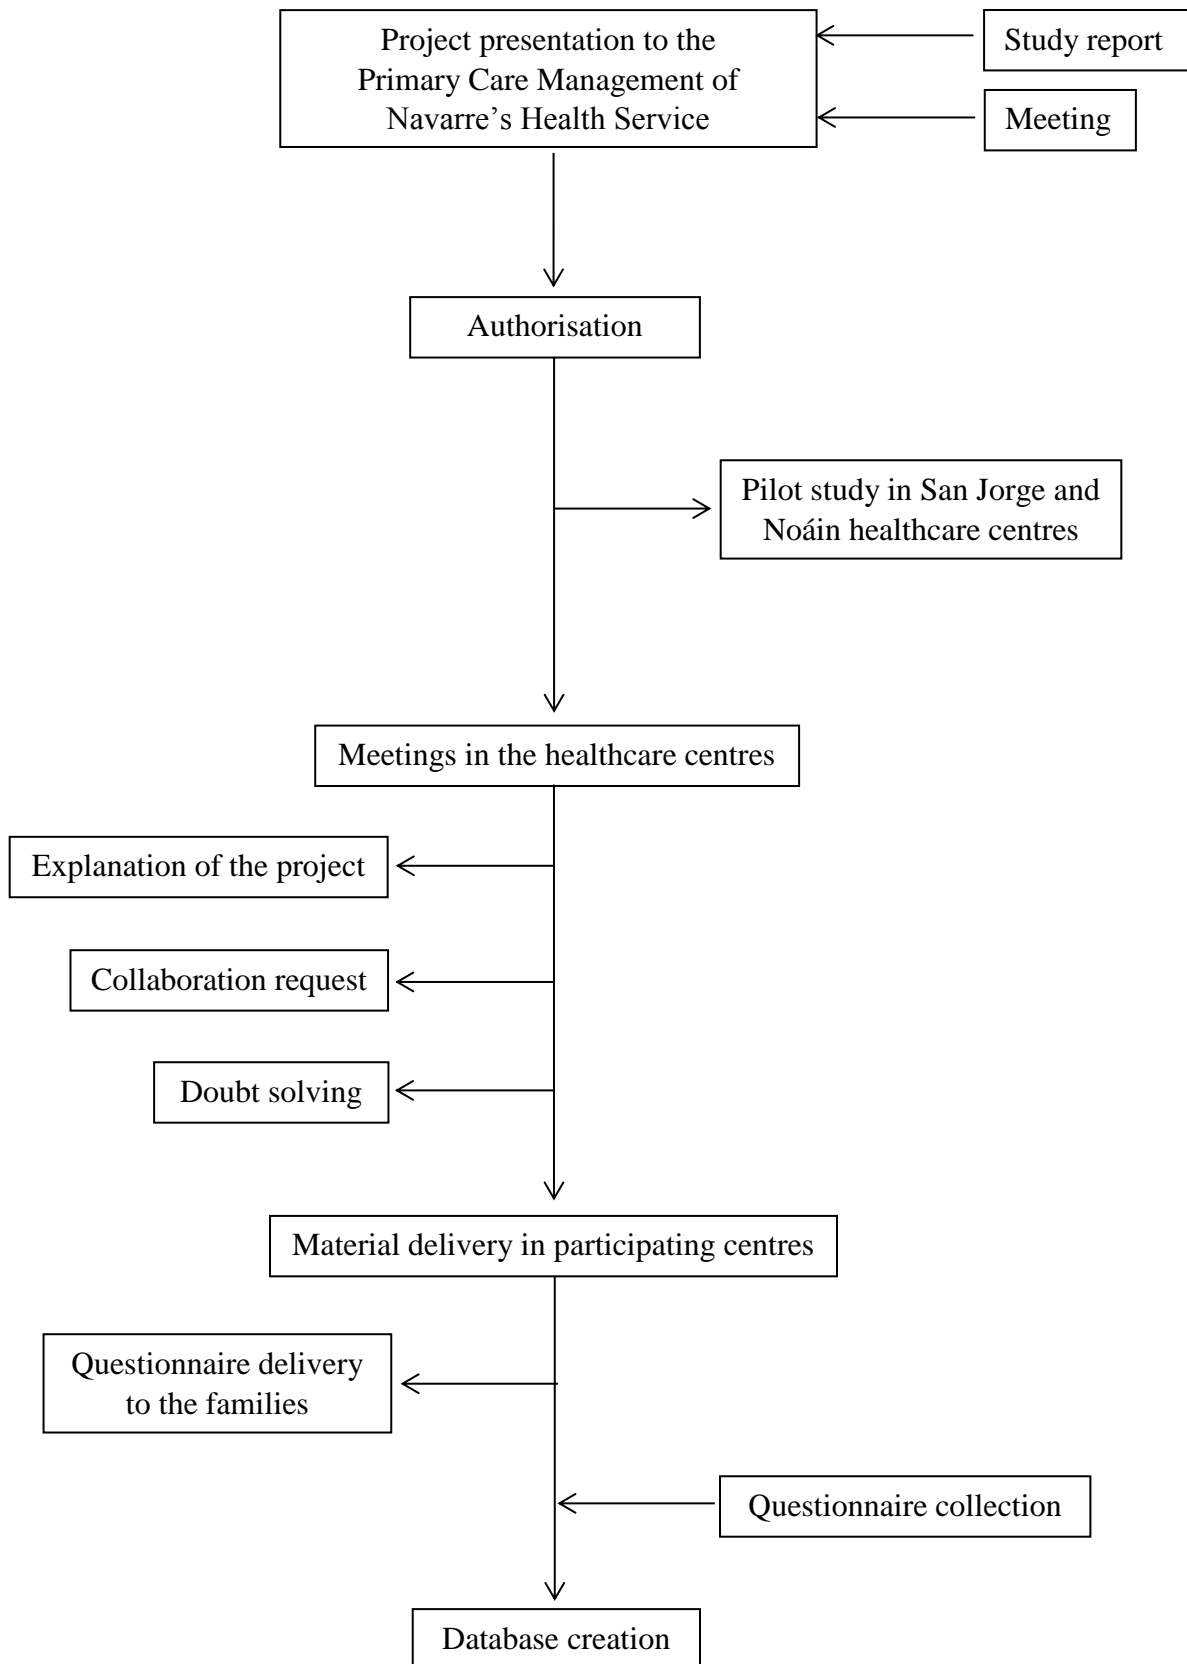 Project presentation to the
Primary Care Management of
Navarre’s Health Service
Study report
Meeting
Authorisation
Pilot study in San Jorge and
Noáin healthcare centres
Meetings in the healthcare centres
Explanation of the project
Collaboration request
Doubt solving
Material delivery in participating centres
Questionnaire delivery
to the families
Questionnaire collection
Database creation